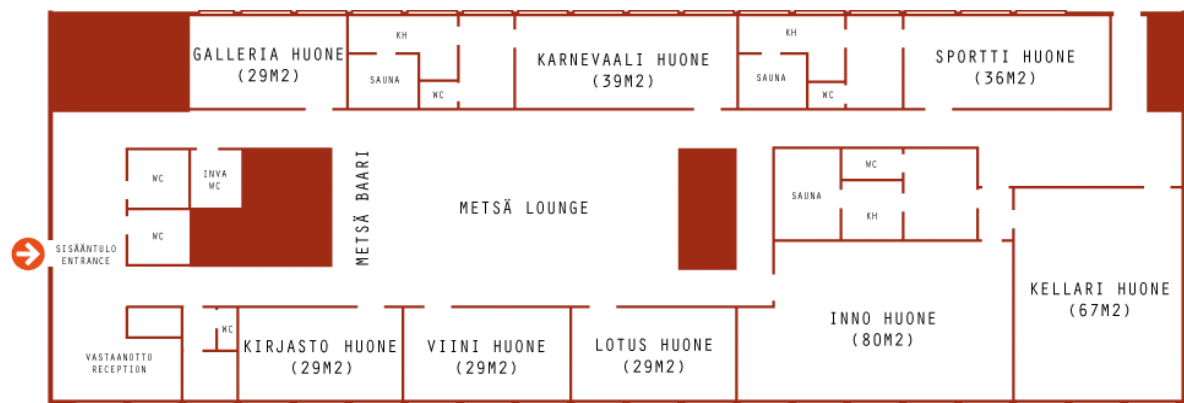 GALLERIA HUONE
(29M2)
KH
SAUNA
WC
KARNEVAALI HUONE
(39M2)
KH
SAUNA
WC
SPORTTI HUONE
(36M2)
WC
INVA
WC
WC
METSÄ BAARI
METSÄ LOUNGE
SAUNA
WC
KH
SISÄÄNTULO
ENTRANCE
VASTAANOTTO
RECEPTION
WC
KIRJASTO HUONE
(29M2)
VIINI HUONE
(29M2)
LOTUS HUONE
(29M2)
INNO HUONE
(80M2)
KELLARI HUONE
(67M2)